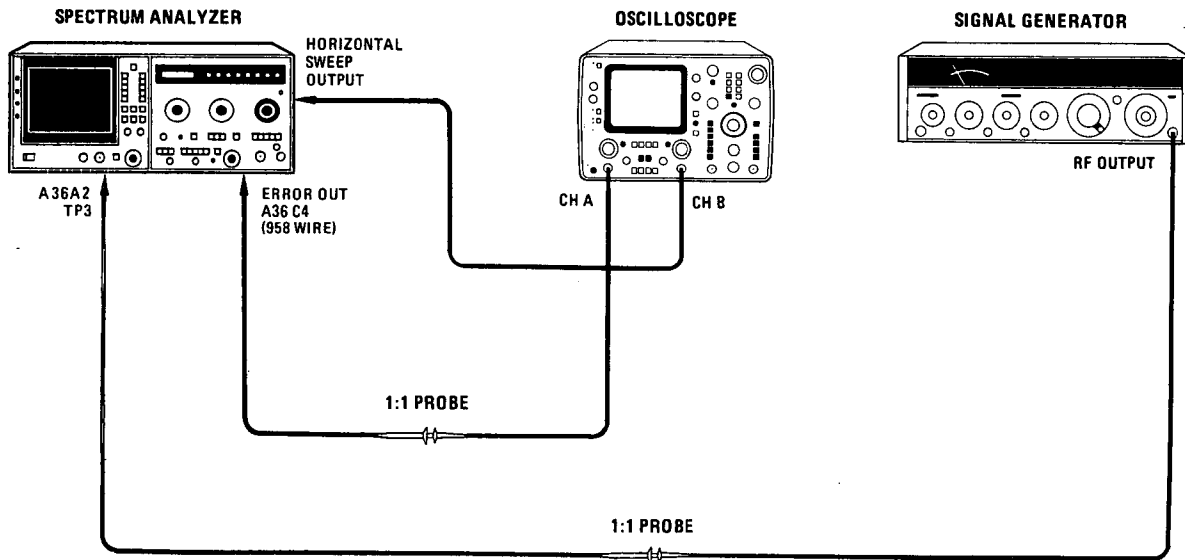 SPECTRUM ANALYZER
HORIZONTAL
SWEEP
OUTPUT
OSCILLOSCOPE
SIGNAL GENERATOR
RF OUTPUT
A36A2
TP3
ERROR OUT
A36 C4
(958 WIRE)
CH A
CH B
1:1 PROBE
1:1 PROBE